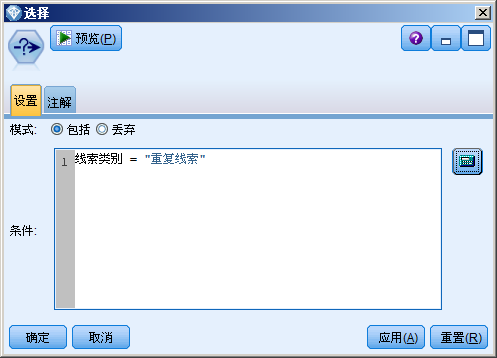 选择
预览(P)
设置 注解
模式: 包括 丢弃
1 线索类别 = "重复线索"
条件:
确定 取消 应用(A) 重置(R)